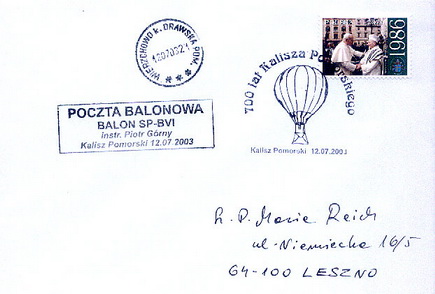 WIERZCHOWO k. DRAWSKA POM.
POCZTA BALONOWA
BALON SP-BVI
instr. Piotr Górny
Kalisz Pomorski 12.07.2003
700 lat Kalisza Pomorskiego
Kalisz Pomorski 12.07.2003
1986
Maria Reich
ul. Niemiecka 16/5
64-100 LESZNO